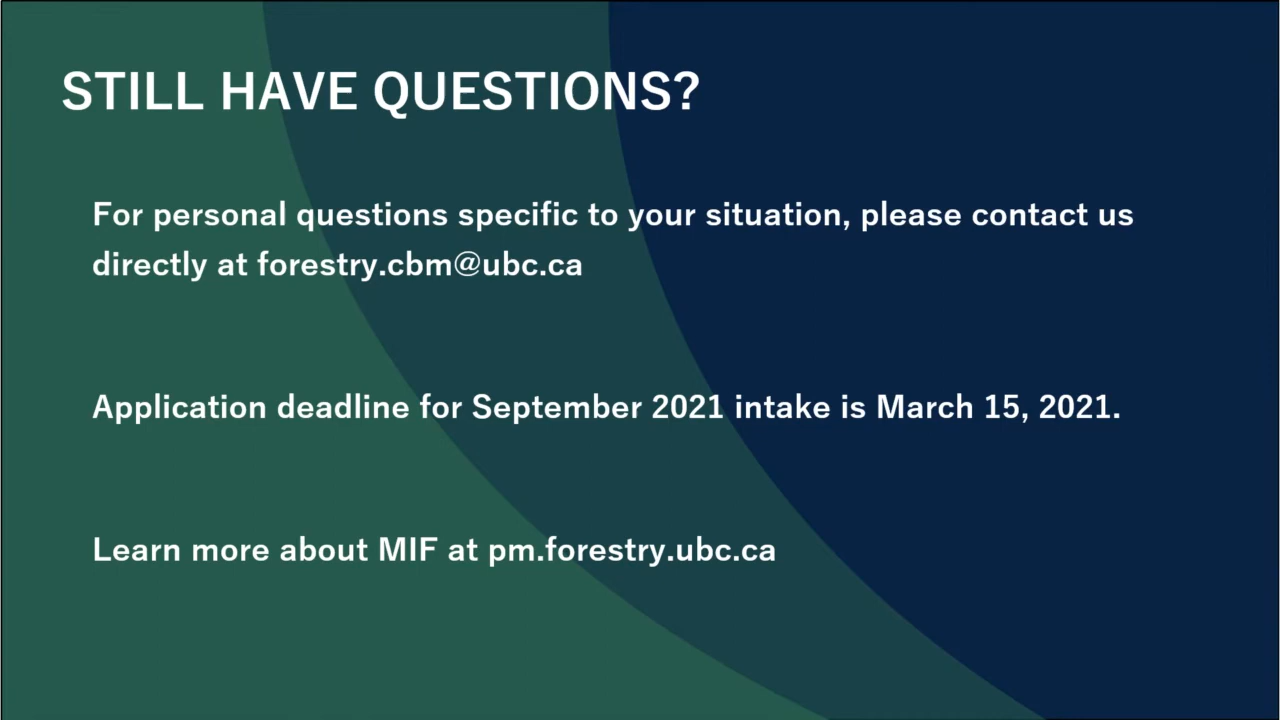 STILL HAVE QUESTIONS?
For personal questions specific to your situation, please contact us
directly at forestry.cbm@ubc.ca
Application deadline for September 2021 intake is March 15, 2021.
Learn more about MIF at pm.forestry.ubc.ca